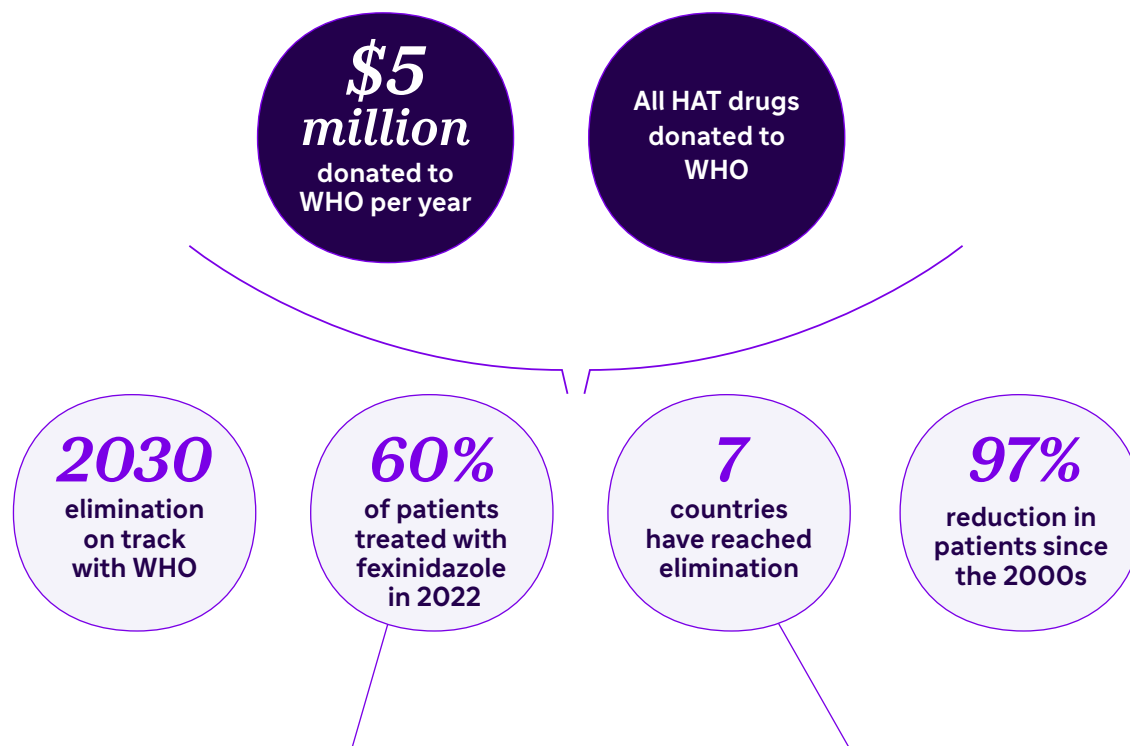 $5
million
donated to
WHO per year
All HAT drugs
donated to
WHO
2030
elimination
on track
with WHO
60%
of patients
treated with
fexinidazole
in 2022
7
countries
have reached
elimination
97%
reduction in
patients since
the 2000s